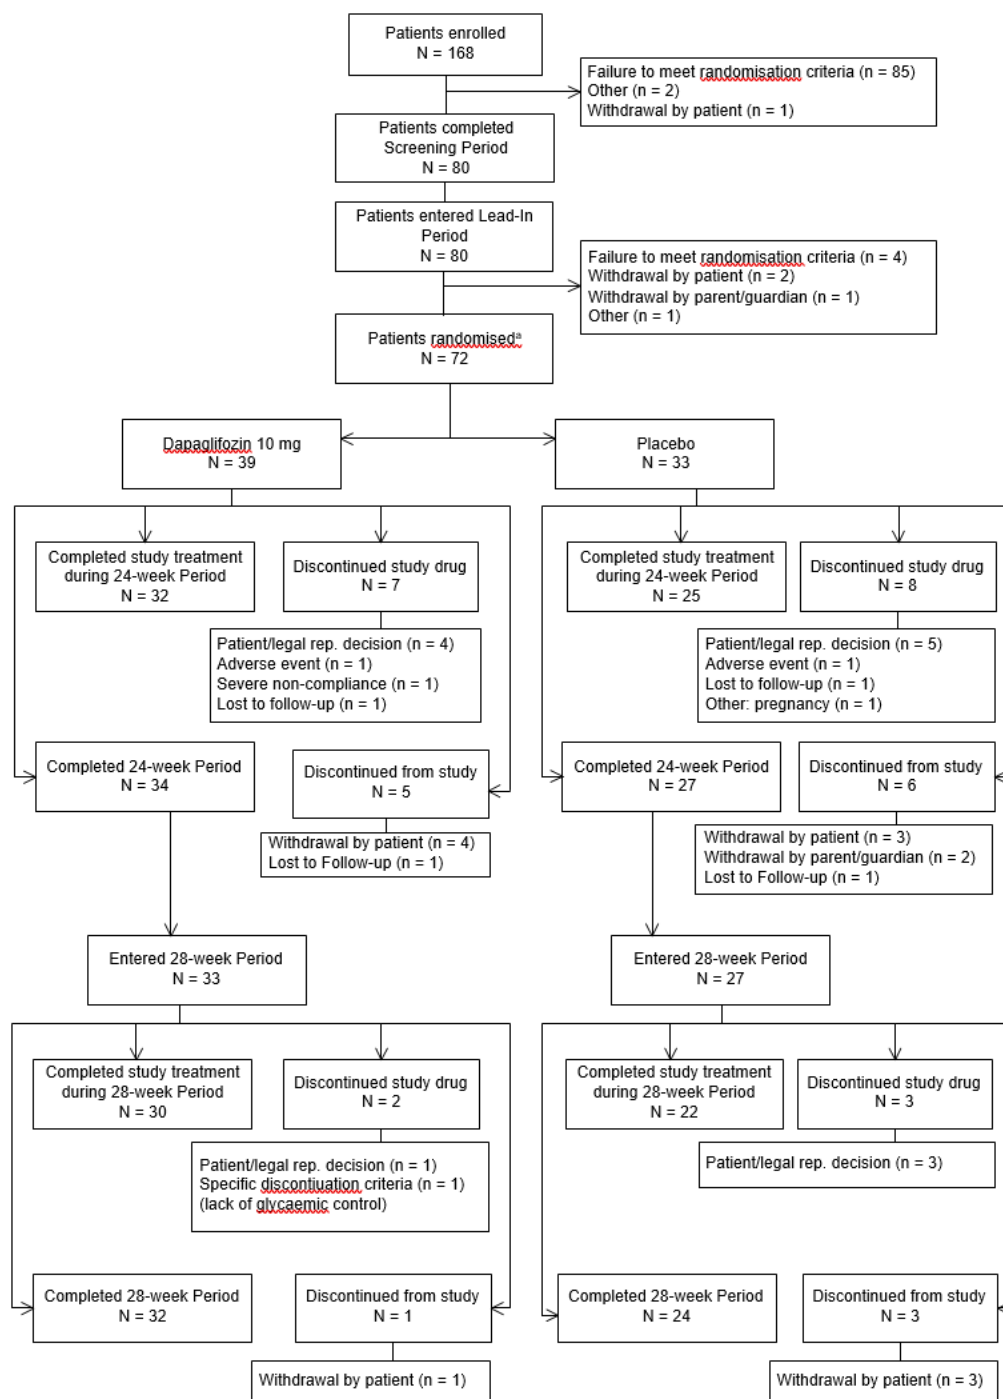 Patients enrolled
N = 168
Failure to meet randomisation criteria (n = 85)
Other (n = 2)
Withdrawal by patient (n = 1)
Patients completed
Screening Period
N = 80
Patients entered Lead-In
Period
N = 80
Failure to meet randomisation criteria (n = 4)
Withdrawal by patient (n = 2)
Withdrawal by parent/guardian (n = 1)
Other (n = 1)
Patients randomisedª
N = 72
Dapaglifozin 10 mg
N = 39
Placebo
N = 33
Completed study treatment
during 24-week Period
N = 32
Discontinued study drug
N = 7
Completed study treatment
during 24-week Period
N = 25
Discontinued study drug
N = 8
Patient/legal rep. decision (n = 4)
Adverse event (n = 1)
Severe non-compliance (n = 1)
Lost to follow-up (n = 1)
Patient/legal rep. decision (n = 5)
Adverse event (n = 1)
Lost to follow-up (n = 1)
Other: pregnancy (n = 1)
Completed 24-week Period
N = 34
Discontinued from study
N = 5
Completed 24-week Period
N = 27
Discontinued from study
N = 6
Withdrawal by patient (n = 4)
Lost to Follow-up (n = 1)
Withdrawal by patient (n = 3)
Withdrawal by parent/guardian (n = 2)
Lost to Follow-up (n = 1)
Entered 28-week Period
N = 33
Entered 28-week Period
N = 27
Completed study treatment
during 28-week Period
N = 30
Discontinued study drug
N = 2
Completed study treatment
during 28-week Period
N = 22
Discontinued study drug
N = 3
Patient/legal rep. decision (n = 1)
Specific discontiuation criteria (n = 1)
(lack of glycaemic control)
Patient/legal rep. decision (n = 3)
Completed 28-week Period
N = 32
Discontinued from study
N = 1
Completed 28-week Period
N = 24
Discontinued from study
N = 3
Withdrawal by patient (n = 1)
Withdrawal by patient (n = 3)